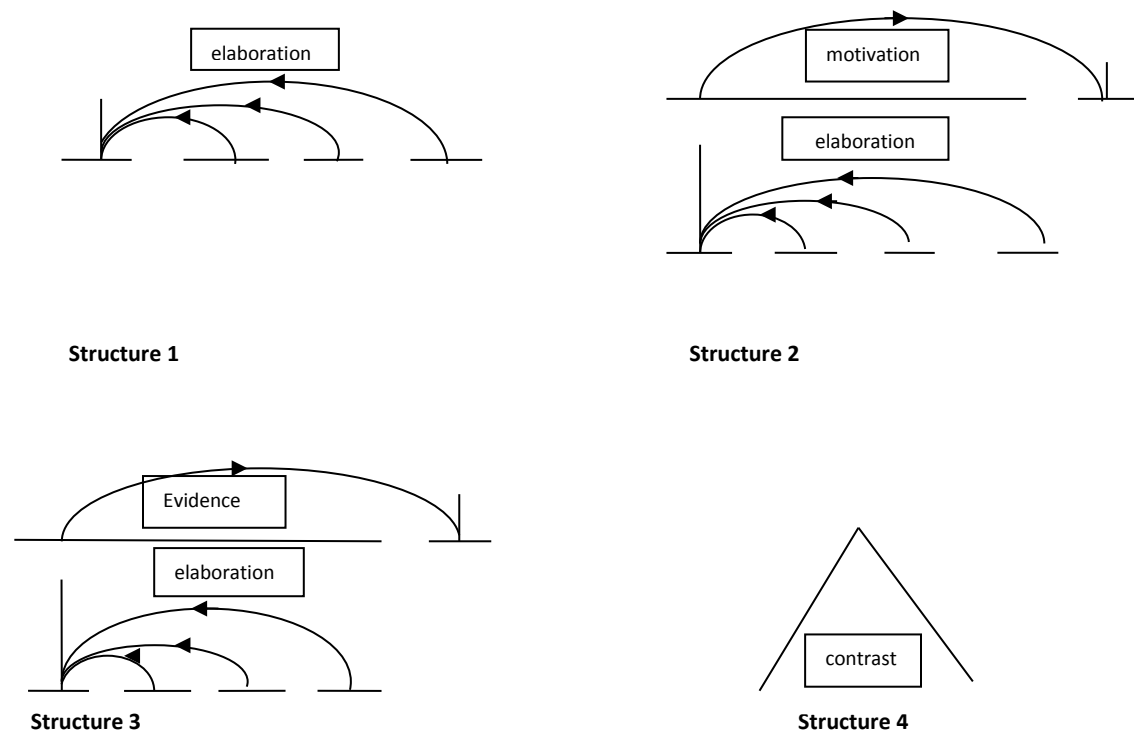 elaboration
motivation
elaboration
Structure 1
Structure 2
Evidence
elaboration
contrast
Structure 3
Structure 4